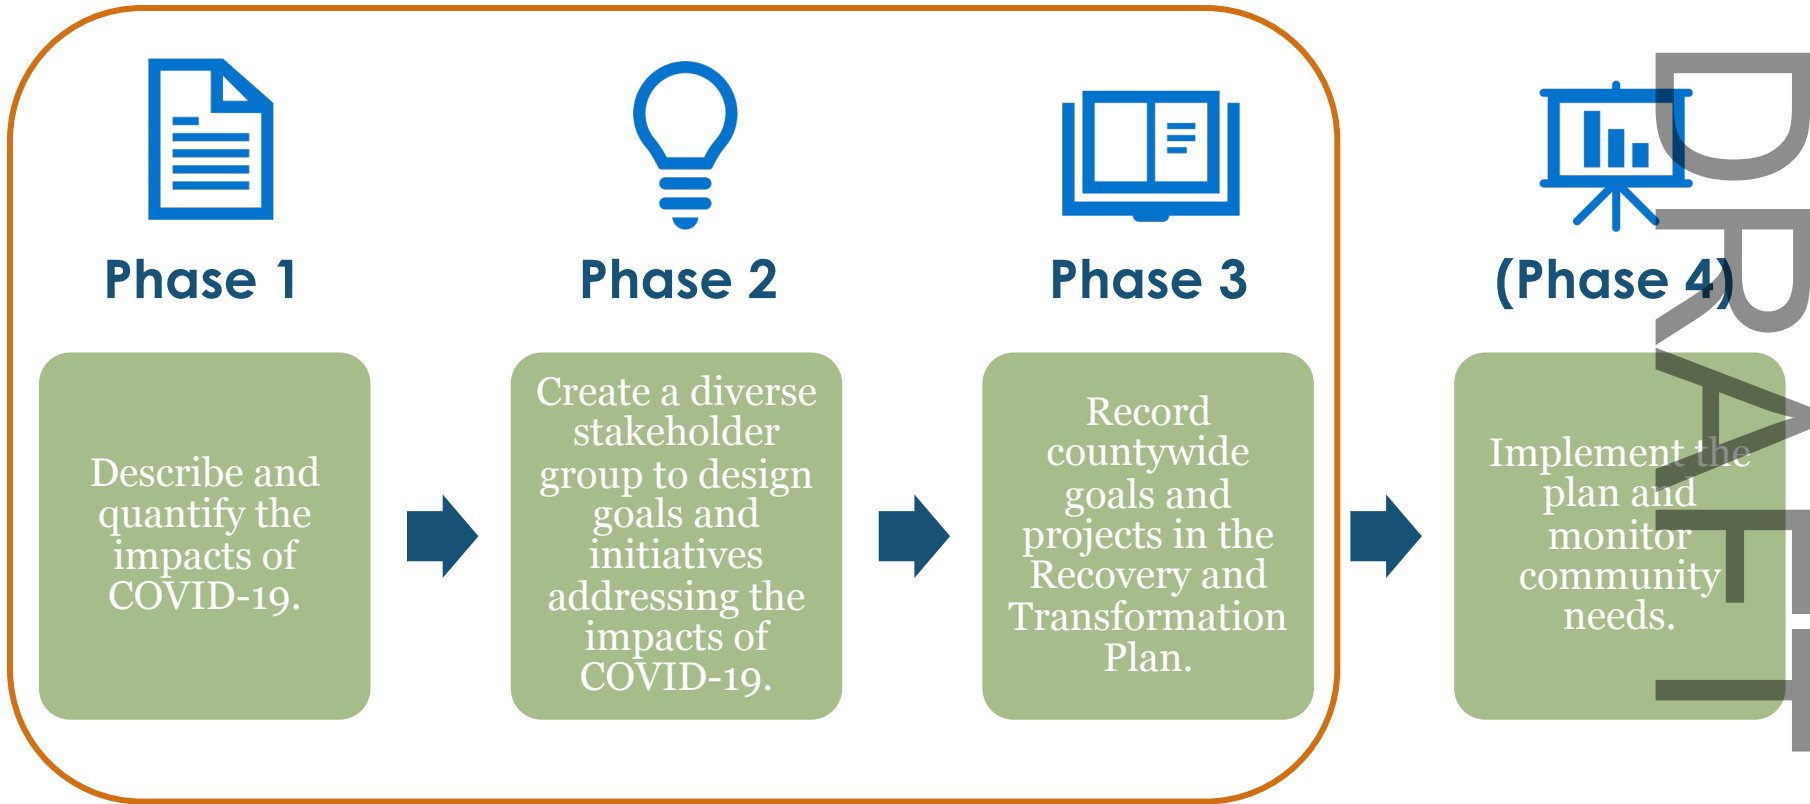 Phase 1
Phase 2
Phase 3
(Phase 4)
Describe and
quantify the
impacts of
COVID-19.
Create a diverse
stakeholder
group to design
goals and
initiatives
addressing the
impacts of
COVID-19.
Record
countywide
goals and
projects in the
Recovery and
Transformation
Plan.
Implement the
plan and
monitor
community
needs.
DRAFT